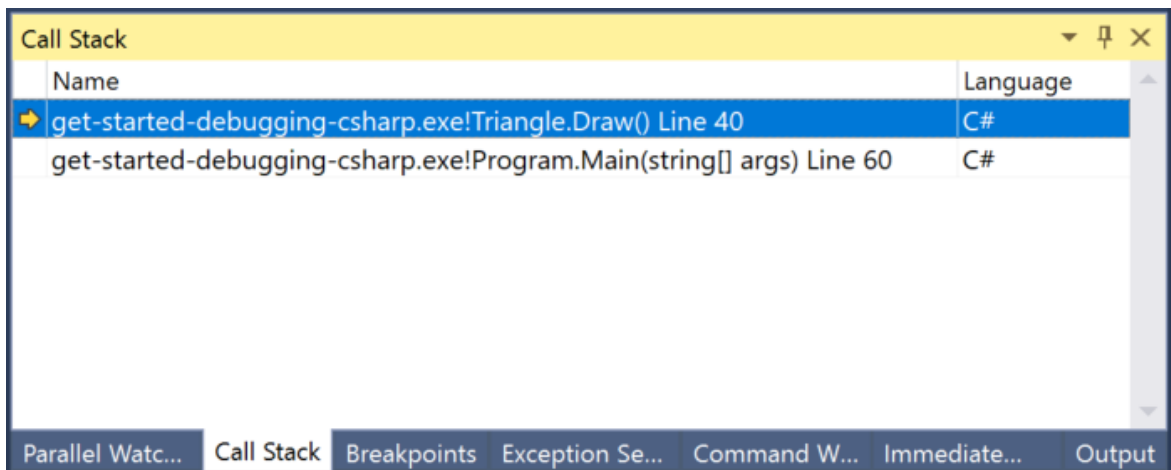 Call Stack
Name Language
get-started-debugging-csharp.exe!Triangle.Draw() Line 40 C#
get-started-debugging-csharp.exe!Program.Main(string[] args) Line 60 C#
Parallel Watc... Call Stack Breakpoints Exception Se... Command W... Immediate... Output